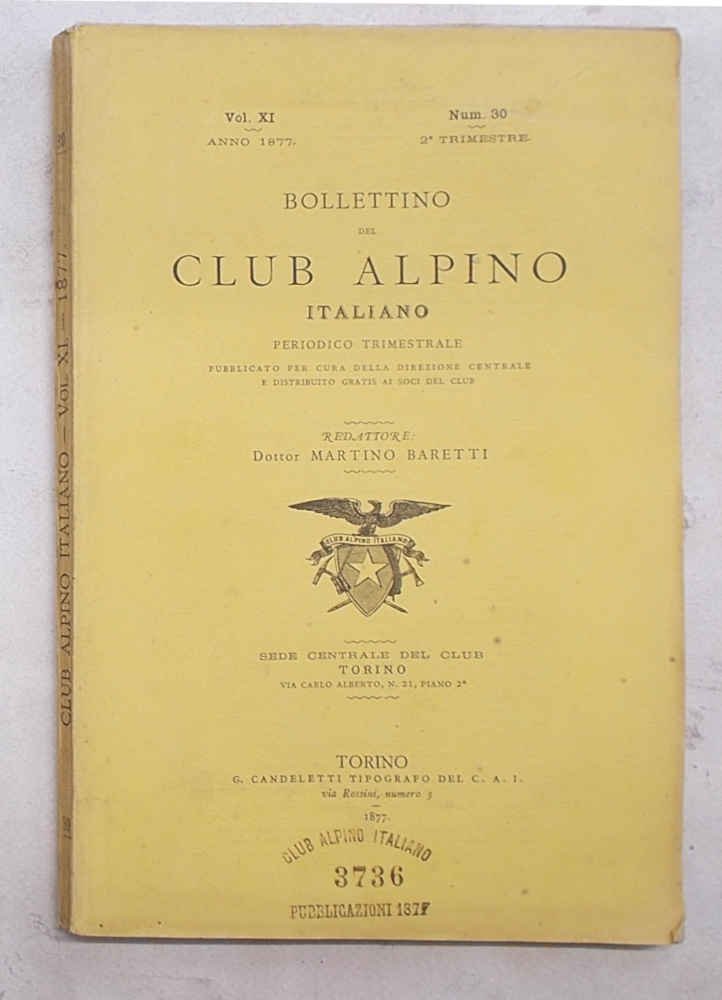 Vol. XI
Num. 30
ANNO 1877.
2° TRIMESTRE.
BOLLETTINO
DEL
CLUB ALPINO
ITALIANO
PERIODICO TRIMESTRALE
PUBBLICATO PER CURA DELLA DIREZIONE CENTRALE
E DISTRIBUITO GRATIS AI SOCI DEL CLUB
REDATTORE:
Dottor MARTINO BARETTI
CLUB ALPINO ITALIANO
SEDE CENTRALE DEL CLUB
TORINO
VIA CARLO ALBERTO, N. 21, PIANO 2°
TORINO
G. CANDELETTI TIPOGRAFO DEL C. A. I.
via Rossini, numero 3
1877.
CLUB ALPINO ITALIANO
3736
PUBBLICAZIONI 1877
CLUB ALPINO ITALIANO — VOL. XI. — 1877.